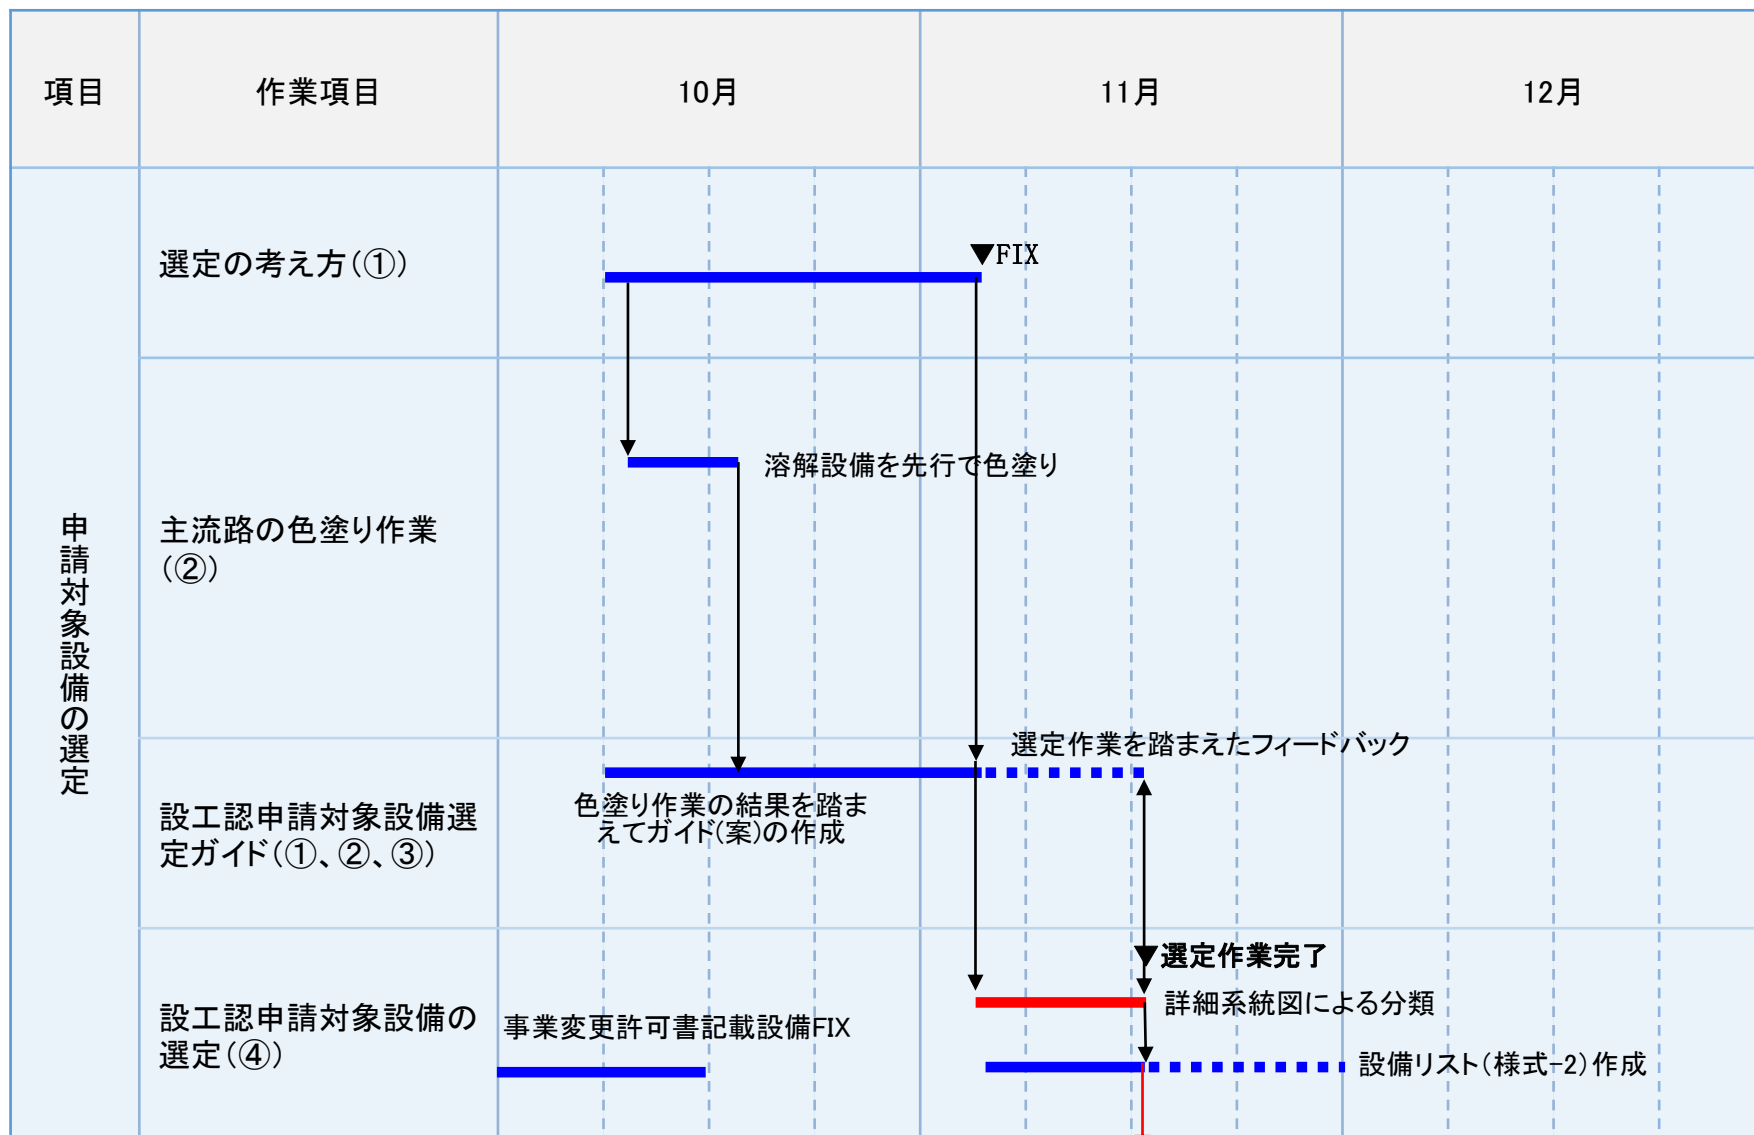 項目
作業項目
10月
11月
12月
申請対象設備の選定
選定の考え方(①)
▼FIX
主流路の色塗り作業
(②)
溶解設備を先行で色塗り
設工認申請対象設備選
定ガイド(①、②、③)
選定作業を踏まえたフィードバック
色塗り作業の結果を踏ま
えてガイド(案)の作成
設工認申請対象設備の
選定(④)
▼選定作業完了
詳細系統図による分類
事業変更許可書記載設備FIX
設備リスト(様式-2)作成